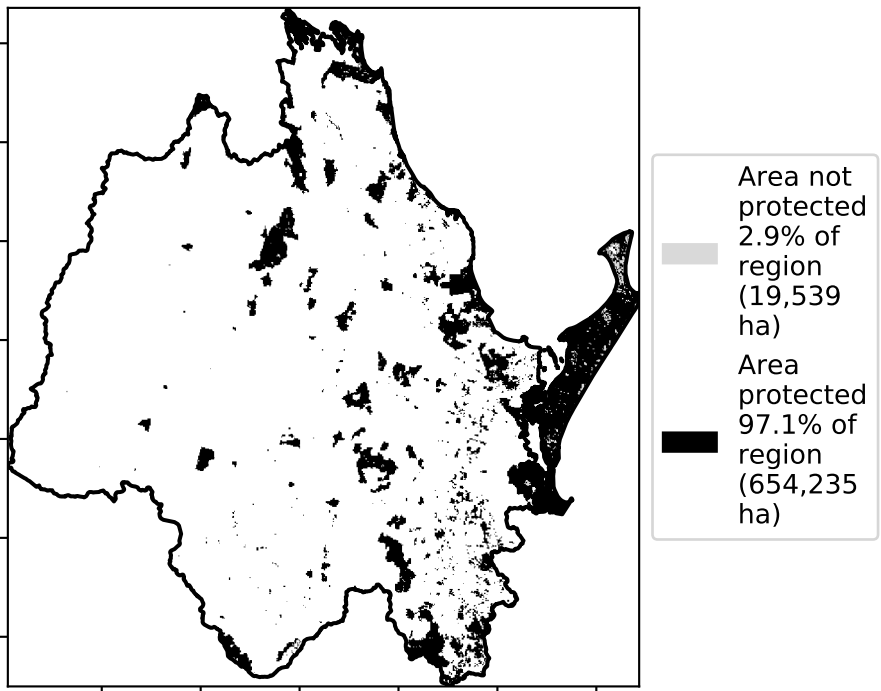 Area not
protected
2.9% of
region
(19,539
ha)
Area
protected
97.1% of
region
(654,235
ha)